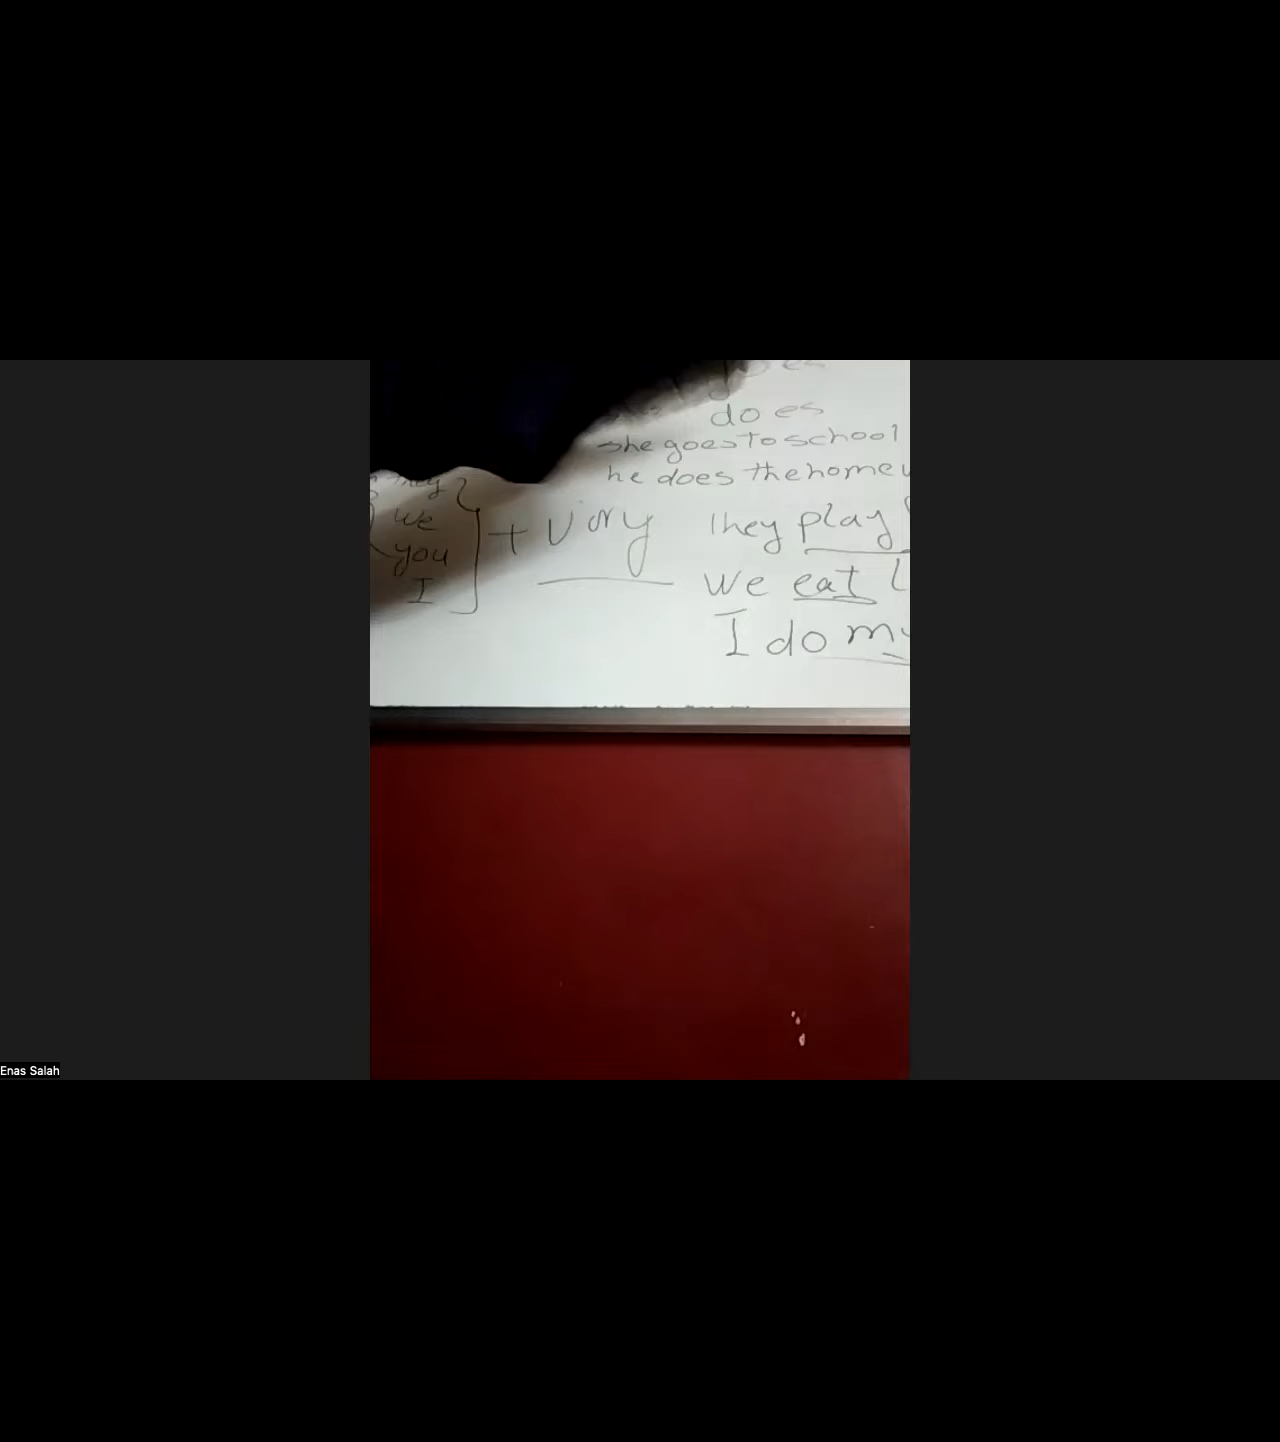 does
she goes to school
he does the home
we
you
I
+
They play
we eat
I do my
Enas Salah